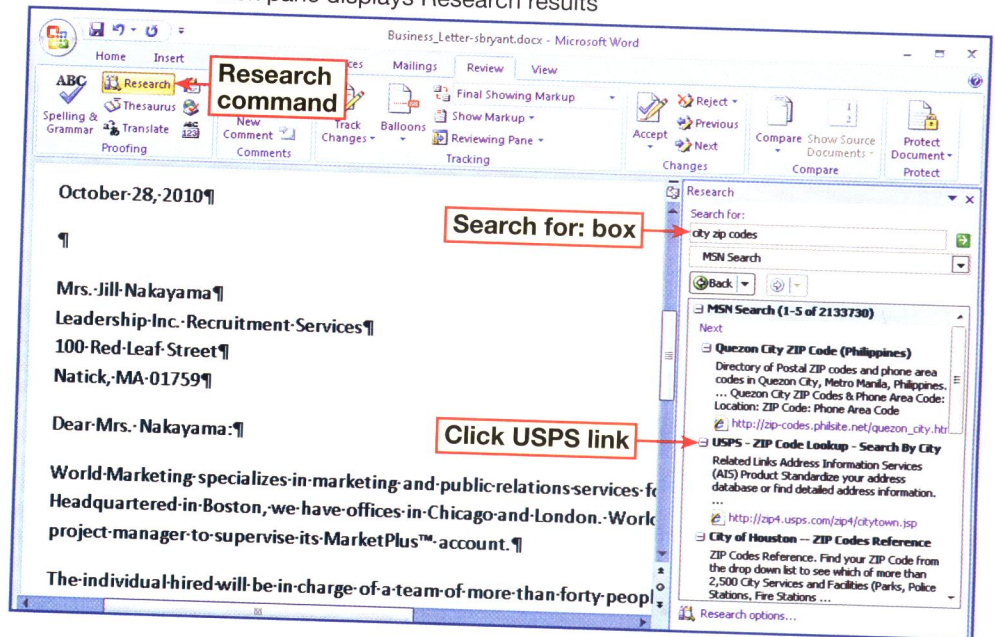 pane displays Research results
Business_Letter-sbryant.docx - Microsoft Word
Home Insert Mailings Review View
Research command
ABC
Spelling & Grammar
Research
Thesaurus
Translate
Proofing
New Comment
Comments
Track Changes
Balloons
Final Showing Markup
Show Markup
Reviewing Pane
Tracking
Accept
Reject
Previous
Next
Changes
Compare
Show Source Documents
Compare
Protect Document
Protect
October·28,·2010¶
¶
Mrs.·Jill·Nakayama¶
Leadership·Inc.·Recruitment·Services¶
100·Red·Leaf·Street¶
Natick,·MA·01759¶
Dear·Mrs.·Nakayama:¶
World·Marketing·specializes·in·marketing·and·public·relations·services·
Headquartered·in·Boston,·we·have·offices·in·Chicago·and·London.·
project·manager·to·supervise·its·MarketPlus™·account.¶
The·individual·hired·will·be·in·charge·of·a·team·of·more·than·forty·
Search for: box
Click USPS link
Research
Search for:
city zip codes
MSN Search
Back
MSN Search (1-5 of 2133730)
Next
Quezon City ZIP Code (Philippines)
Directory of Postal ZIP codes and phone area
codes in Quezon City, Metro Manila, Philippines.
... Quezon City ZIP Codes & Phone Area Code:
Location: ZIP Code: Phone Area Code
http://zip-codes.philsite.net/quezon_city.htr
USPS - ZIP Code Lookup - Search By City
Related Links Address Information Services
(AIS) Product Standardize your address
database or find detailed address information.
...
http://zip4.usps.com/zip4/citytown.jsp
City of Houston -- ZIP Codes Reference
ZIP Codes Reference. Find your ZIP Code from
the drop down list to see which of more than
2,500 City Services and Facilities (Parks, Police
Stations, Fire Stations ...
Research options...